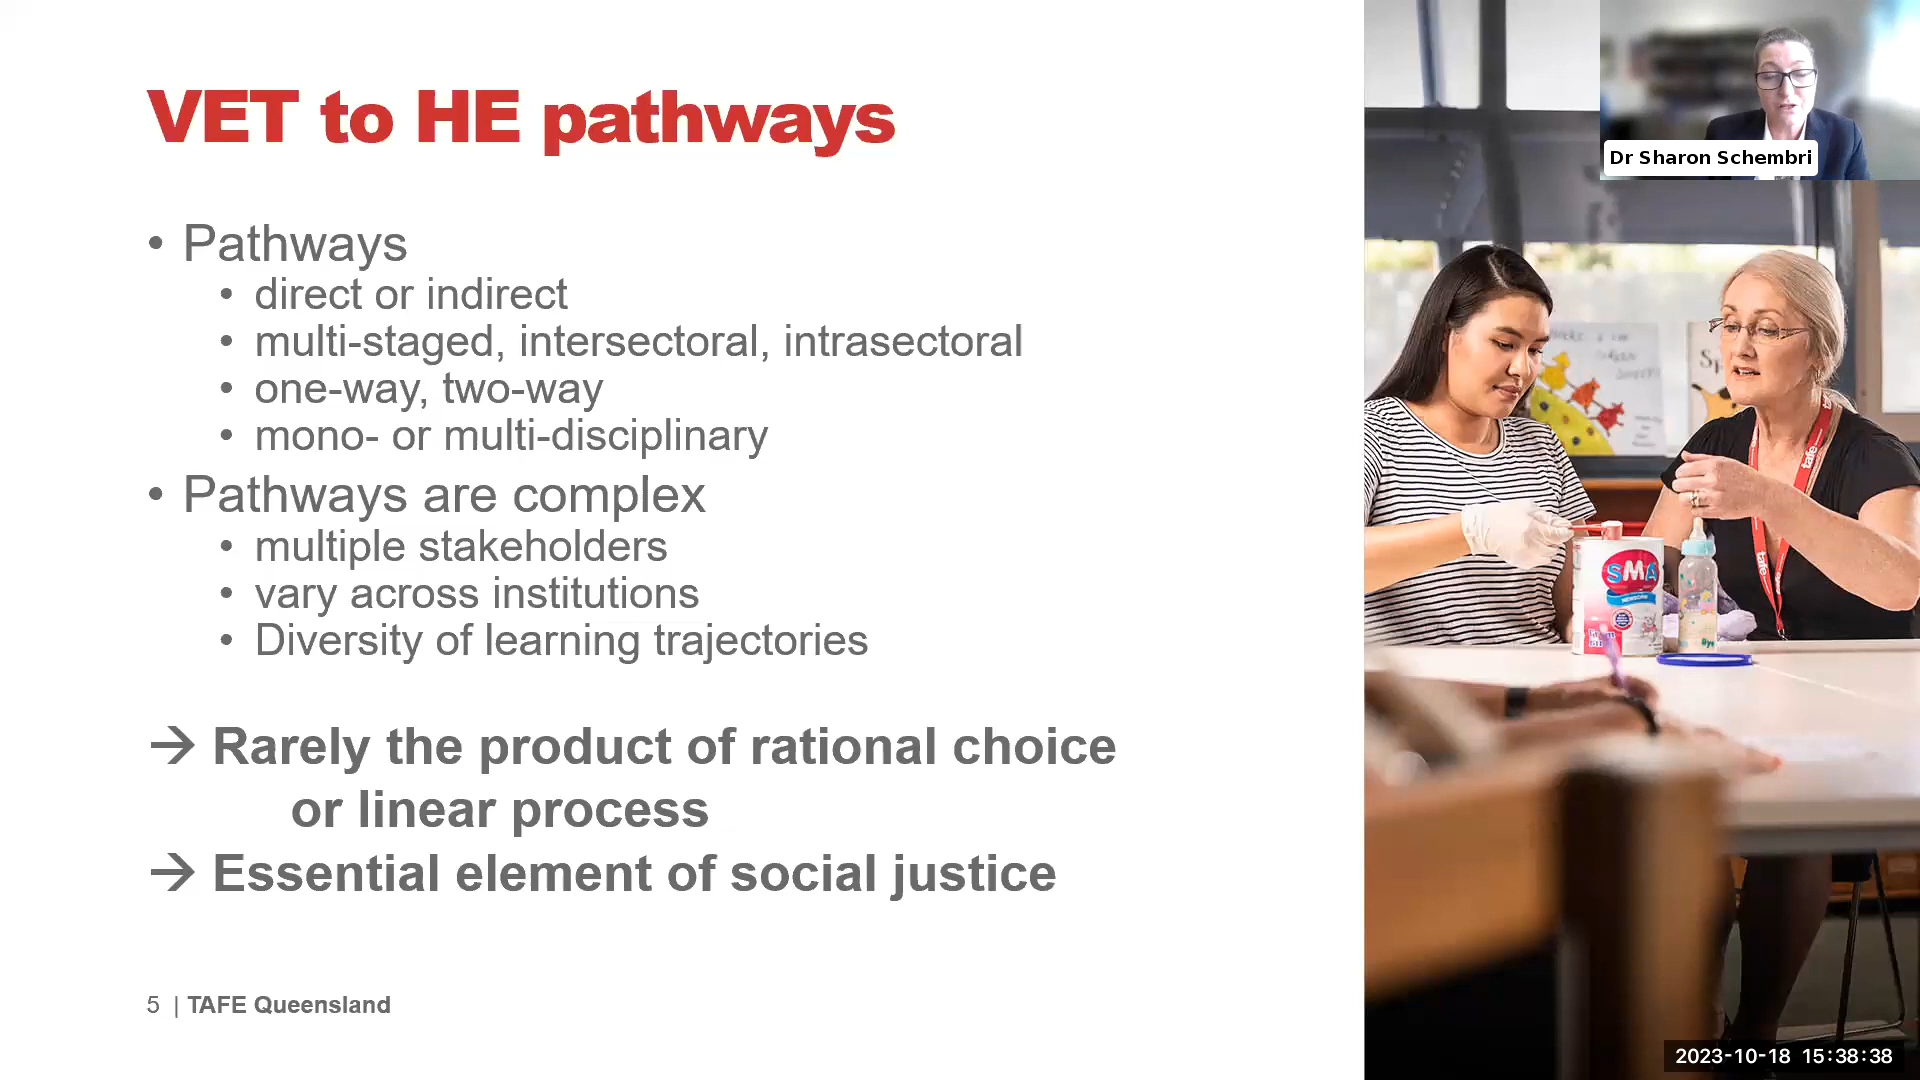 VET to HE pathways
Dr Sharon Schembri
• Pathways
• direct or indirect
• multi-staged, intersectoral, intrasectoral
• one-way, two-way
• mono- or multi-disciplinary
• Pathways are complex
• multiple stakeholders
• vary across institutions
• Diversity of learning trajectories
→ Rarely the product of rational choice
or linear process
→ Essential element of social justice
5 | TAFE Queensland
tafe
tafe
SMA
NEWBORN
2023-10-18 15:38:38